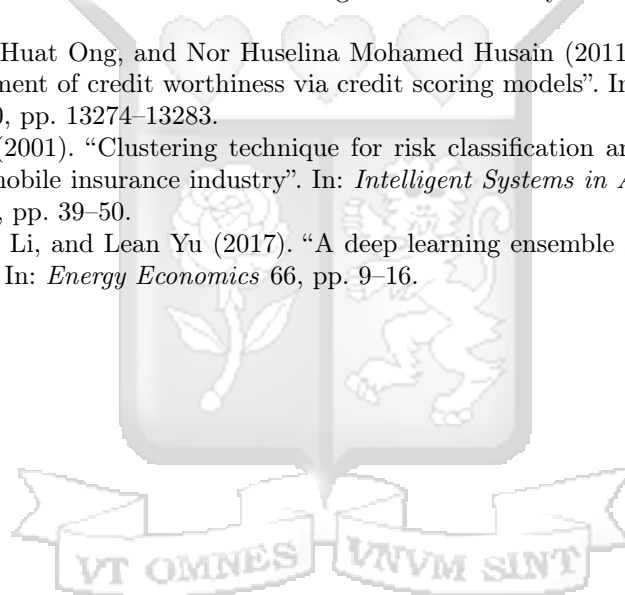 Huat Ong, and Nor Huselina Mohamed Husain (2011
ment of credit worthiness via credit scoring models”. In
), pp. 13274–13283.
(2001). “Clustering technique for risk classification an
mobile insurance industry”. In: Intelligent Systems in A
, pp. 39–50.
Li, and Lean Yu (2017). “A deep learning ensemble
In: Energy Economics 66, pp. 9–16.
VT OMNES VNVM SINT